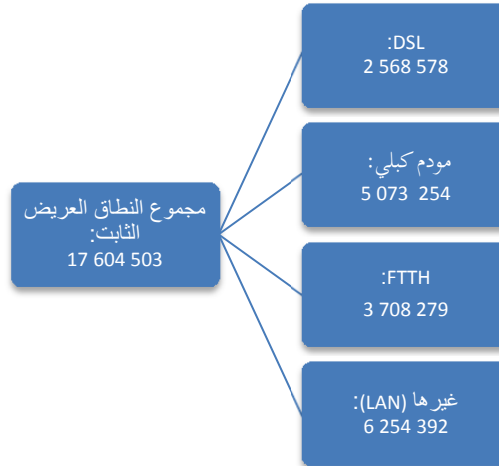 مجموع النطاق العريض
الثابت:
17 604 503
DSL:
2 568 578
مودم كبلي:
5 073 254
FTTH:
3 708 279
غيرها (LAN):
6 254 392